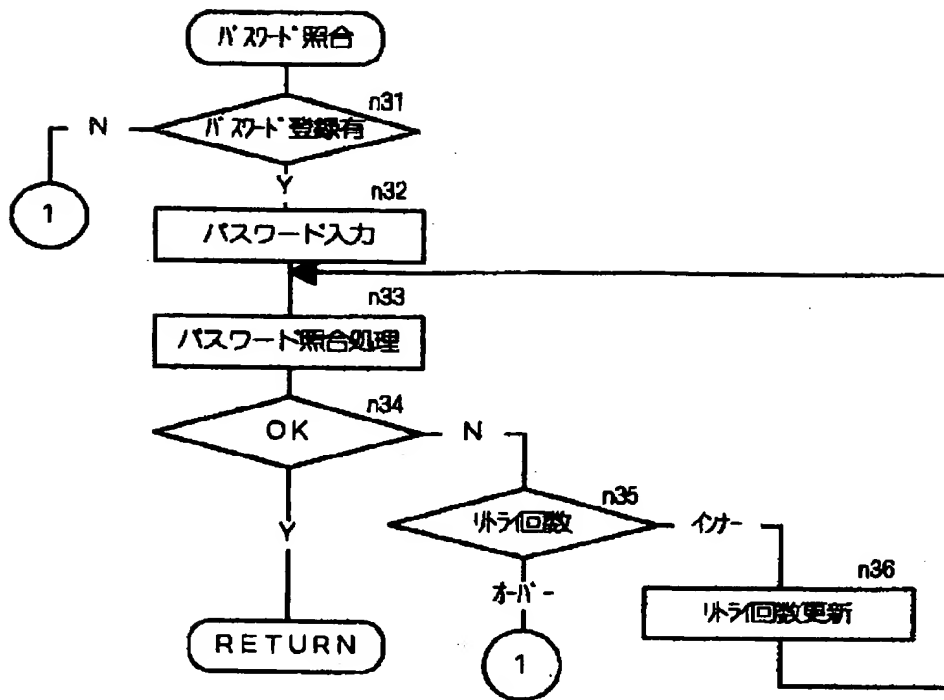 パスワード照合
n31
パスワード登録有
N
Y
1
n32
パスワード入力
n33
パスワード照合処理
n34
OK
N
n35
リトライ回数
インナー
Y
オーバー
n36
リトライ回数更新
RETURN
1